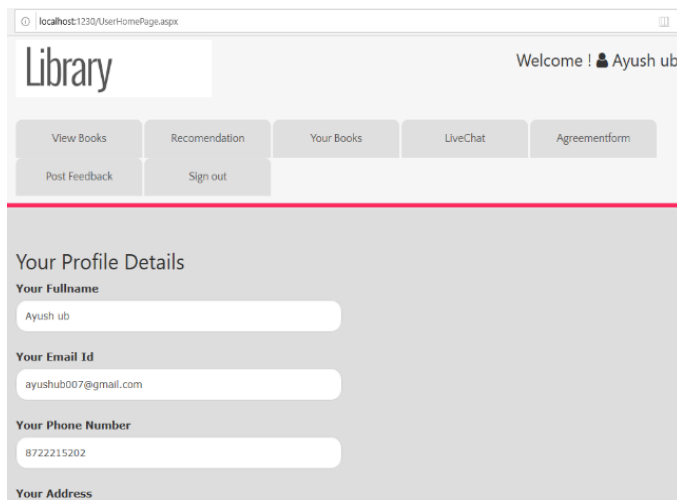 localhost:1230/UserHomePage.aspx
Library
Welcome ! Ayush ub
View Books Recomendation Your Books LiveChat Agreementform
Post Feedback Sign out
Your Profile Details
Your Fullname
Ayush ub
Your Email Id
ayushub007@gmail.com
Your Phone Number
8722215202
Your Address